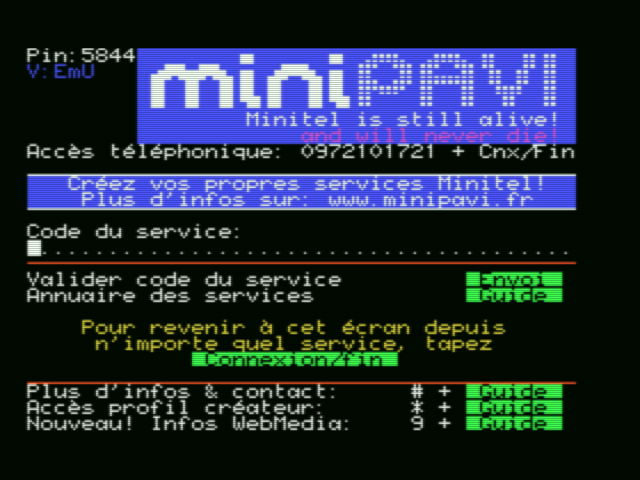 Pin:5844
V:EmU
miniPAVI
Minitel is still alive!
and will never die!
Accès téléphonique: 0972101721 + Cnx/Fin
Créez vos propres services Minitel!
Plus d'infos sur: www.minipavi.fr
Code du service:
........................................
Valider code du service Envoi
Annuaire des services Guide
Pour revenir à cet écran depuis
n'importe quel service, tapez
Connexion/fin
Plus d'infos & contact: # + Guide
Accès profil créateur: * + Guide
Nouveau! Infos WebMedia: 9 + Guide